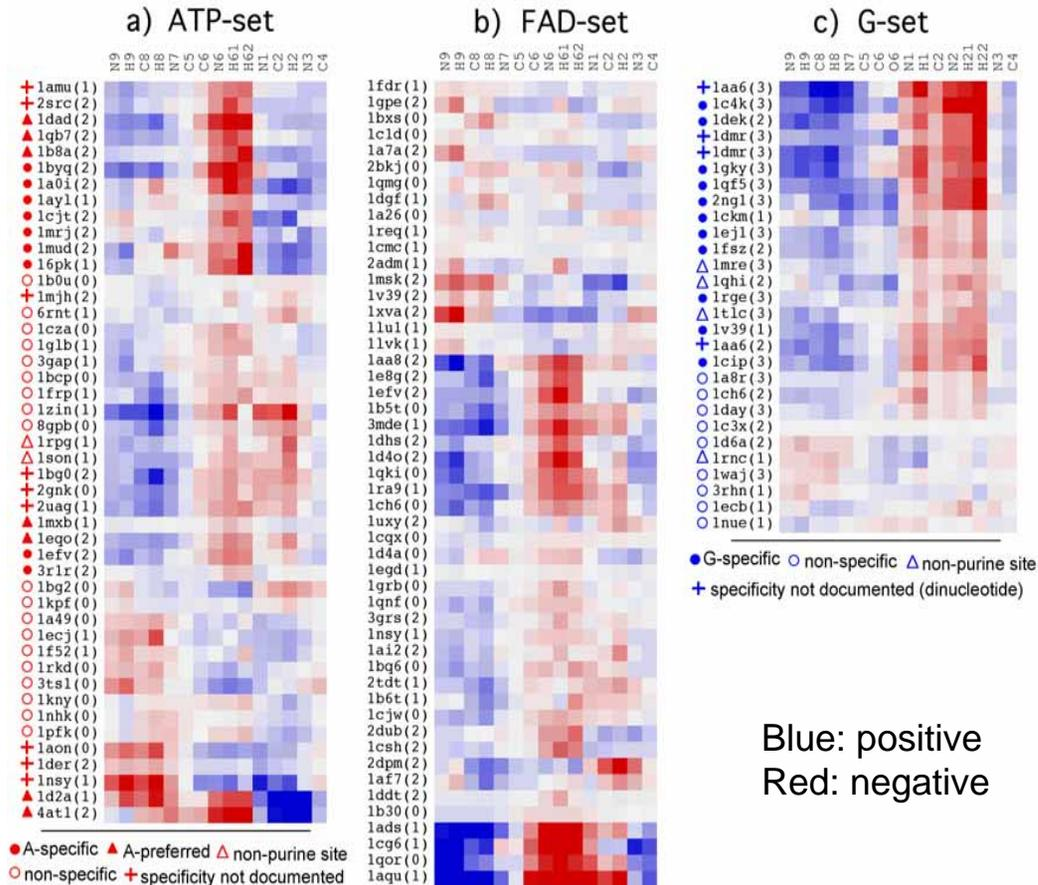 a) ATP-set
N9 H9 C8 H8 N7 C5 C6 N6 H61 H62 N1 C2 H2 N3 C4
1amu(1)
2src(2)
1dad(2)
1qb7(2)
1b8a(2)
1byq(2)
1a0i(2)
1ay1(1)
1cjt(2)
1mrj(2)
1mud(2)
16pk(1)
1b0u(0)
1mjh(2)
6rnt(1)
1cza(0)
1g1b(1)
3gap(1)
1bcp(0)
1frp(1)
1zin(1)
8gpb(0)
1rpg(1)
1son(1)
1bg0(2)
2gnk(0)
2uag(1)
1mxb(1)
1eqo(2)
1efv(2)
3r1r(2)
1bg2(0)
1kpf(0)
1a49(0)
1ecj(1)
1f52(1)
1rkd(0)
3ts1(0)
1kny(0)
1nhk(0)
1pfk(0)
1aon(0)
1der(2)
1nsy(1)
1d2a(1)
4at1(2)
A-specific A-preferred non-purine site
non-specific specificity not documented
b) FAD-set
N9 H9 C8 H8 N7 C5 C6 N6 H61 H62 N1 C2 H2 N3 C4
1fdr(1)
1gpe(2)
1bxs(0)
1c1d(0)
1a7a(2)
2bkj(0)
1qmg(0)
1dgf(1)
1a26(0)
1req(1)
1cmc(1)
2adm(1)
1msk(2)
1v39(2)
1xva(2)
1lu1(1)
1lvk(1)
1aa8(2)
1e8g(2)
1efv(2)
1b5t(0)
3mde(1)
1dhs(2)
1d4o(2)
1qki(0)
1ra9(1)
1ch6(0)
1uxy(2)
1cqx(0)
1d4a(0)
1egd(1)
1grb(0)
1qnf(0)
3grs(2)
1nsy(1)
1ai2(2)
1bq6(0)
2tdt(1)
1b6t(1)
1cjw(0)
2dub(2)
1csh(2)
2dpm(2)
1af7(2)
1ddt(2)
1b30(0)
1ads(1)
1cg6(1)
1qor(0)
1aqu(1)
c) G-set
N9 H9 C8 H8 N7 C5 C6 O6 N1 H1 C2 N2 H21 H22 N3 C4
1aa6(3)
1c4k(3)
1dek(2)
1dmr(3)
1dmr(3)
1gky(3)
1qf5(3)
2ng1(3)
1ckm(1)
1ej1(3)
1fsz(2)
1mre(3)
1qhi(2)
1rge(3)
1t1c(3)
1v39(1)
1aa6(2)
1cip(3)
1a8r(3)
1ch6(2)
1day(3)
1c3x(2)
1d6a(2)
1rnc(1)
1waj(3)
3rhn(1)
1ecb(1)
1nue(1)
G-specific non-specific non-purine site
specificity not documented (dinucleotide)
Blue: positive
Red: negative